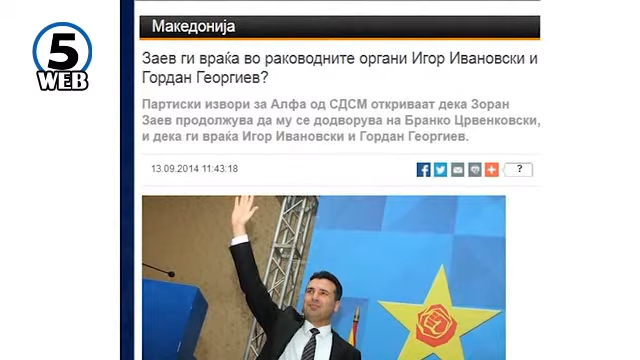 5
WEB
Македонија
Заев ги враќа во раководните органи Игор Ивановски и
Гордан Георгиев?
Партиски извори за Алфа од СДСМ откриваат дека Зоран
Заев продолжува да му се додворува на Бранко Црвенковски,
и дека ги враќа Игор Ивановски и Гордан Георгиев.
13.09.2014 11:43:18
?